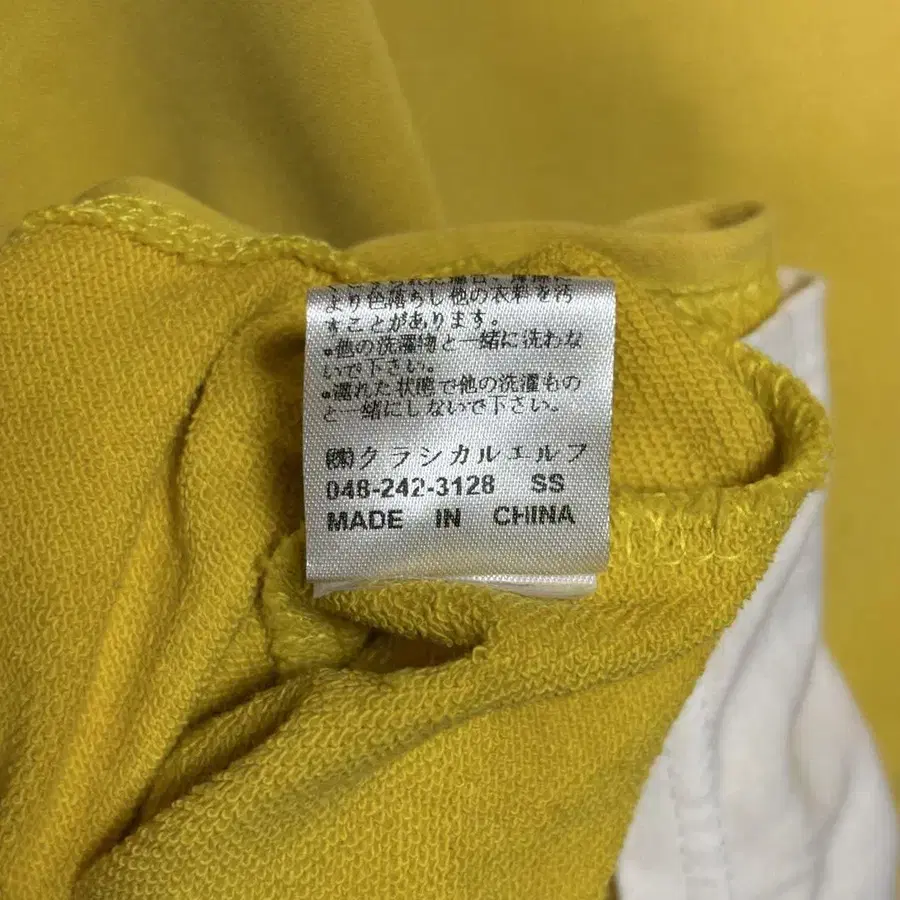 より色落ちし他の衣料を汚
すことがあります。
●他の洗濯物と一緒に洗わな
いで下さい。
●濡れた状態で他の洗濯もの
と一緒にしないで下さい。
㈱クラシカルエルフ
048-242-3128 SS
MADE IN CHINA